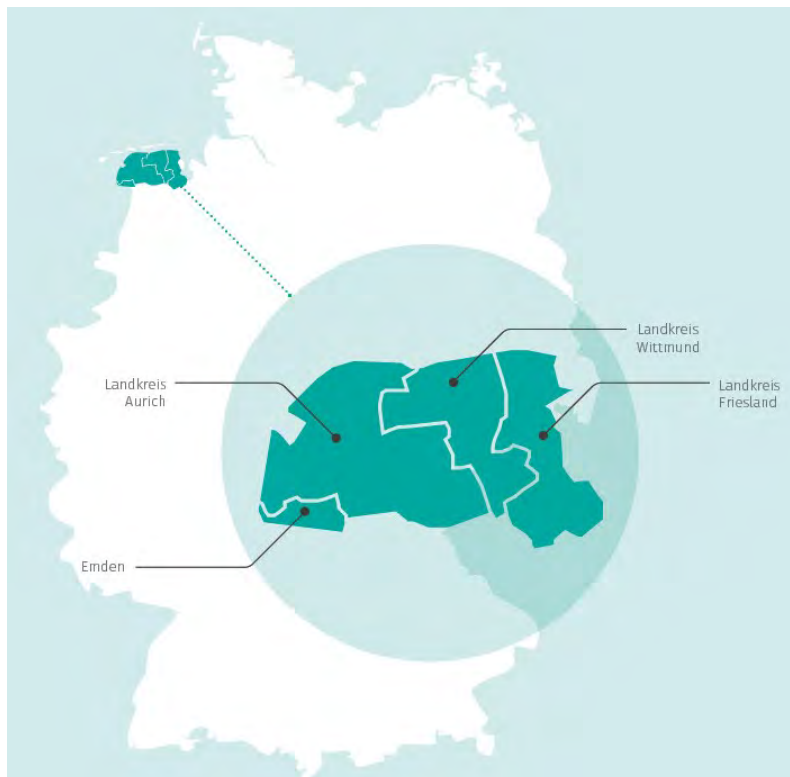 Landkreis
Wittmund
Landkreis
Aurich
Landkreis
Friesland
Emden